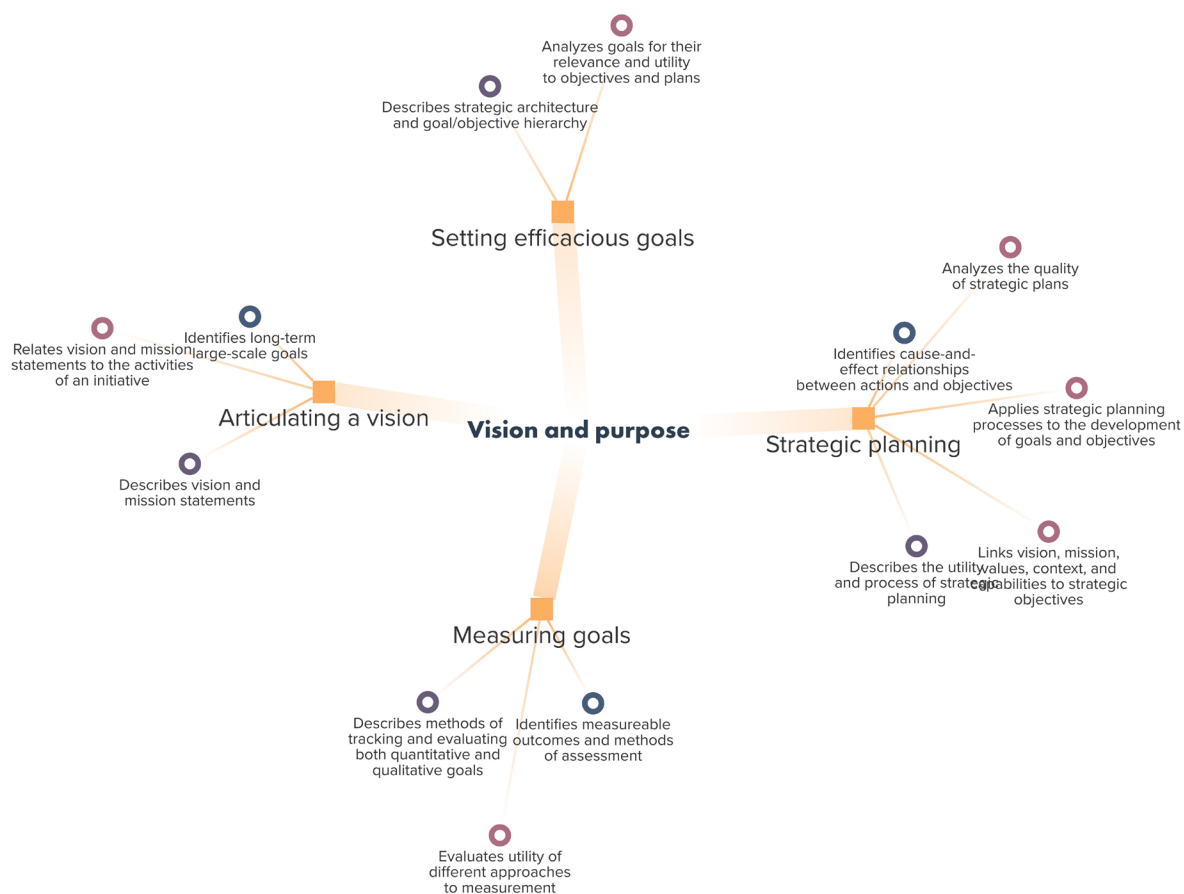 Analyzes goals for their
relevance and utility
to objectives and plans
Describes strategic architecture
and goal/objective hierarchy
Setting efficacious goals
Analyzes the quality
of strategic plans
Identifies long-term
large-scale goals
Relates vision and mission
statements to the activities
of an initiative
Identifies cause-and-
effect relationships
between actions and objectives
Applies strategic planning
processes to the development
of goals and objectives
Articulating a vision
Vision and purpose
Strategic planning
Describes vision and
mission statements
Describes the utility
and process of strategic
planning
Links vision, mission,
values, context, and
capabilities to strategic
objectives
Measuring goals
Describes methods of
tracking and evaluating
both quantitative and
qualitative goals
Identifies measureable
outcomes and methods
of assessment
Evaluates utility of
different approaches
to measurement